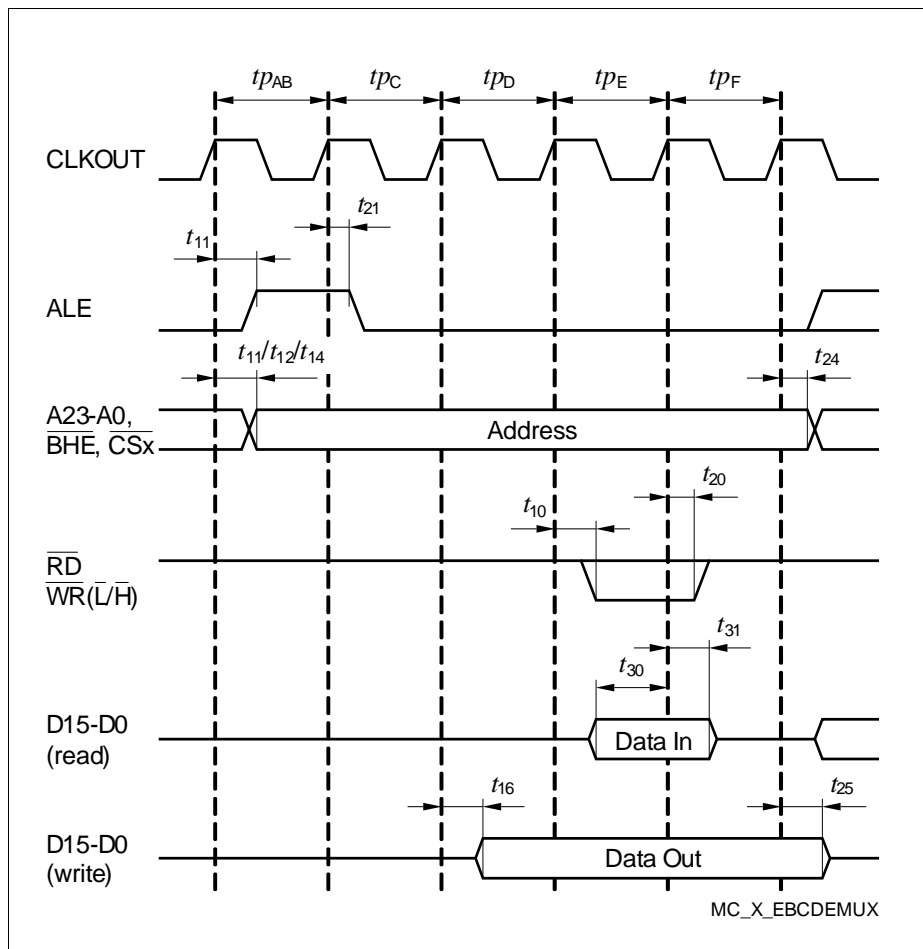 tpAB tpC tpD tpE tpF
CLKOUT
t21
t11
ALE
t11/t12/t14
t24
A23-A0,
BHE, CSx
Address
t20
t10
RD
WR(L/H)
t31
t30
D15-D0
(read)
Data In
t16
t25
D15-D0
(write)
Data Out
MC_X_EBCDEMUX